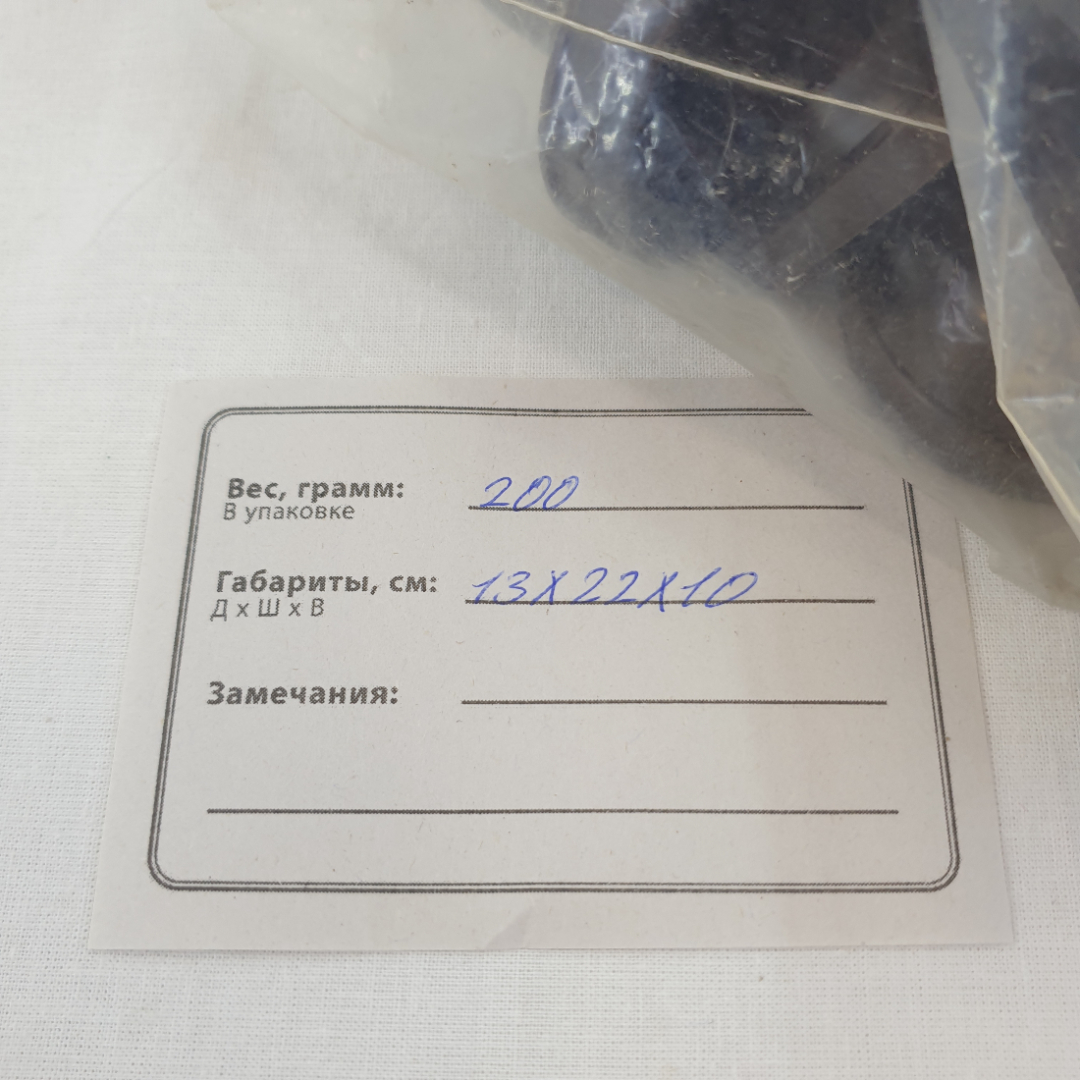 Вес, грамм: 200
В упаковке
Габариты, см: 13X22X10
Д х Ш х В
Замечания: